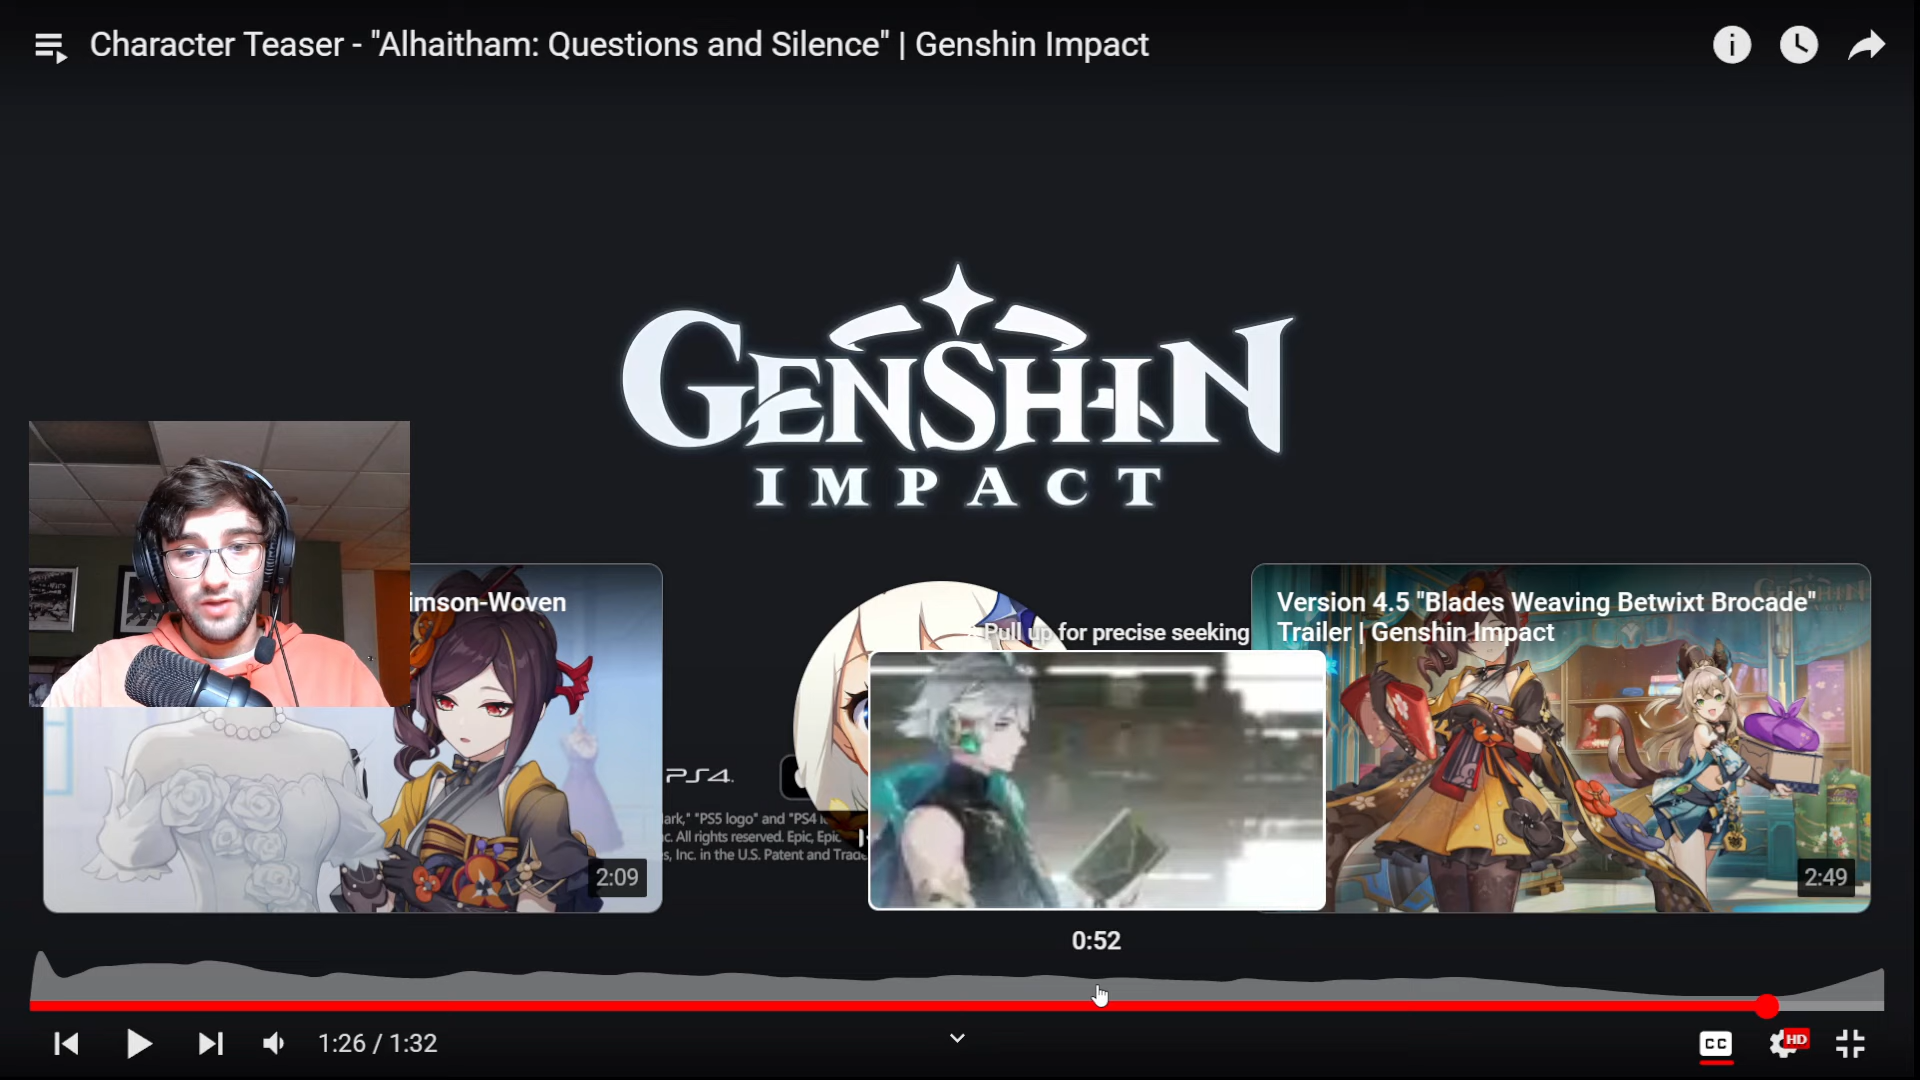 Character Teaser - "Alhaitham: Questions and Silence" | Genshin Impact
GENSHIN
IMPACT
imson-Woven
Pull up for precise seeking
Version 4.5 "Blades Weaving Betwixt Brocade"
Trailer | Genshin Impact
PS4
ark," "PS5 logo" and "PS4 l
c. All rights reserved. Epic, Epic
s, Inc. in the U.S. Patent and Trade
2:09
2:49
0:52
1:26 / 1:32
CC
HD